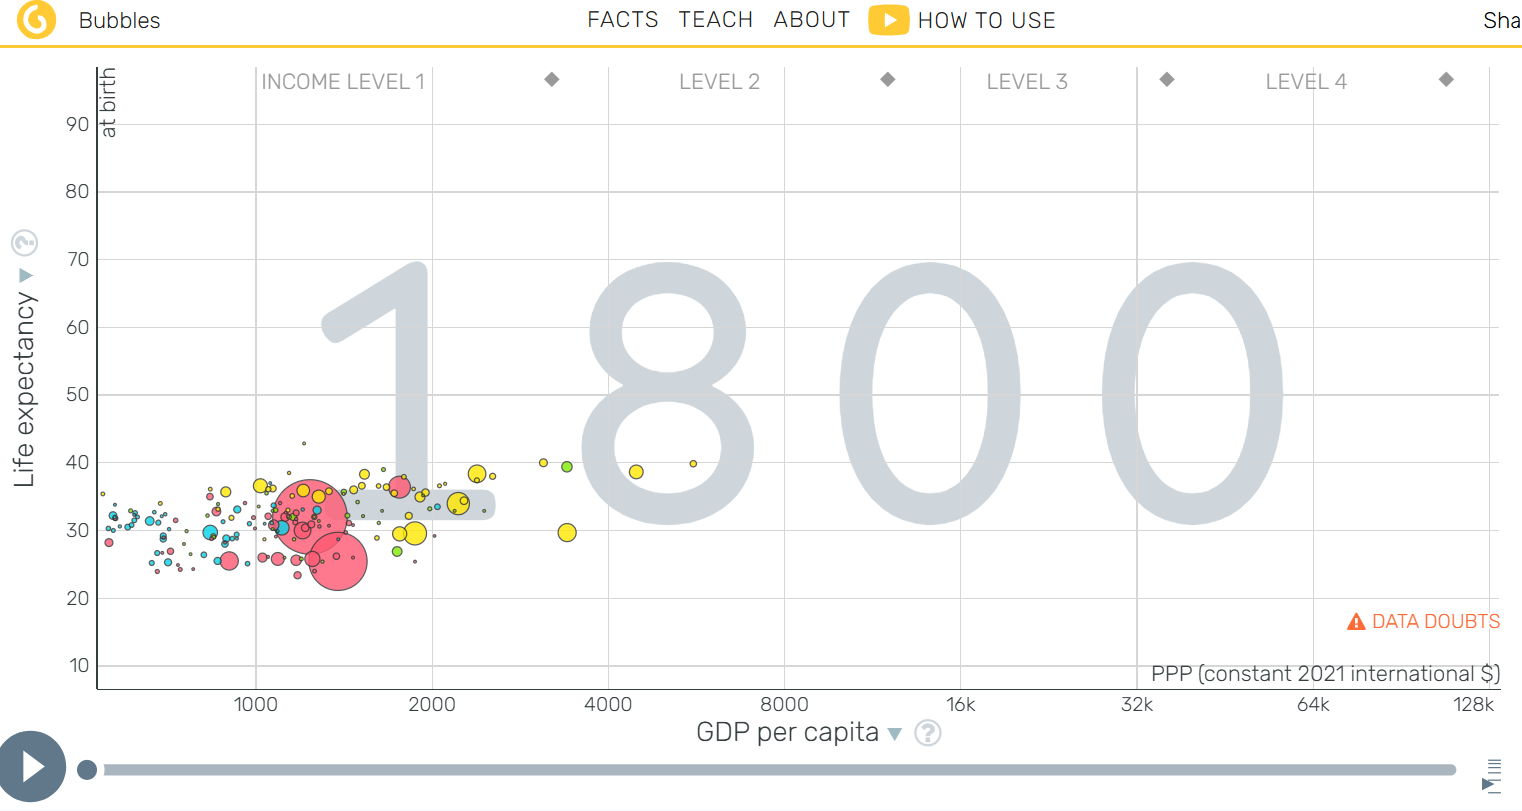 Bubbles FACTS TEACH ABOUT HOW TO USE Sha
INCOME LEVEL 1 LEVEL 2 LEVEL 3 LEVEL 4
at birth
90
80
70
60
50
40
30
20
10
Life expectancy ?
1800
DATA DOUBTS
PPP (constant 2021 international $)
1000 2000 4000 8000 16k 32k 64k 128k
GDP per capita ?